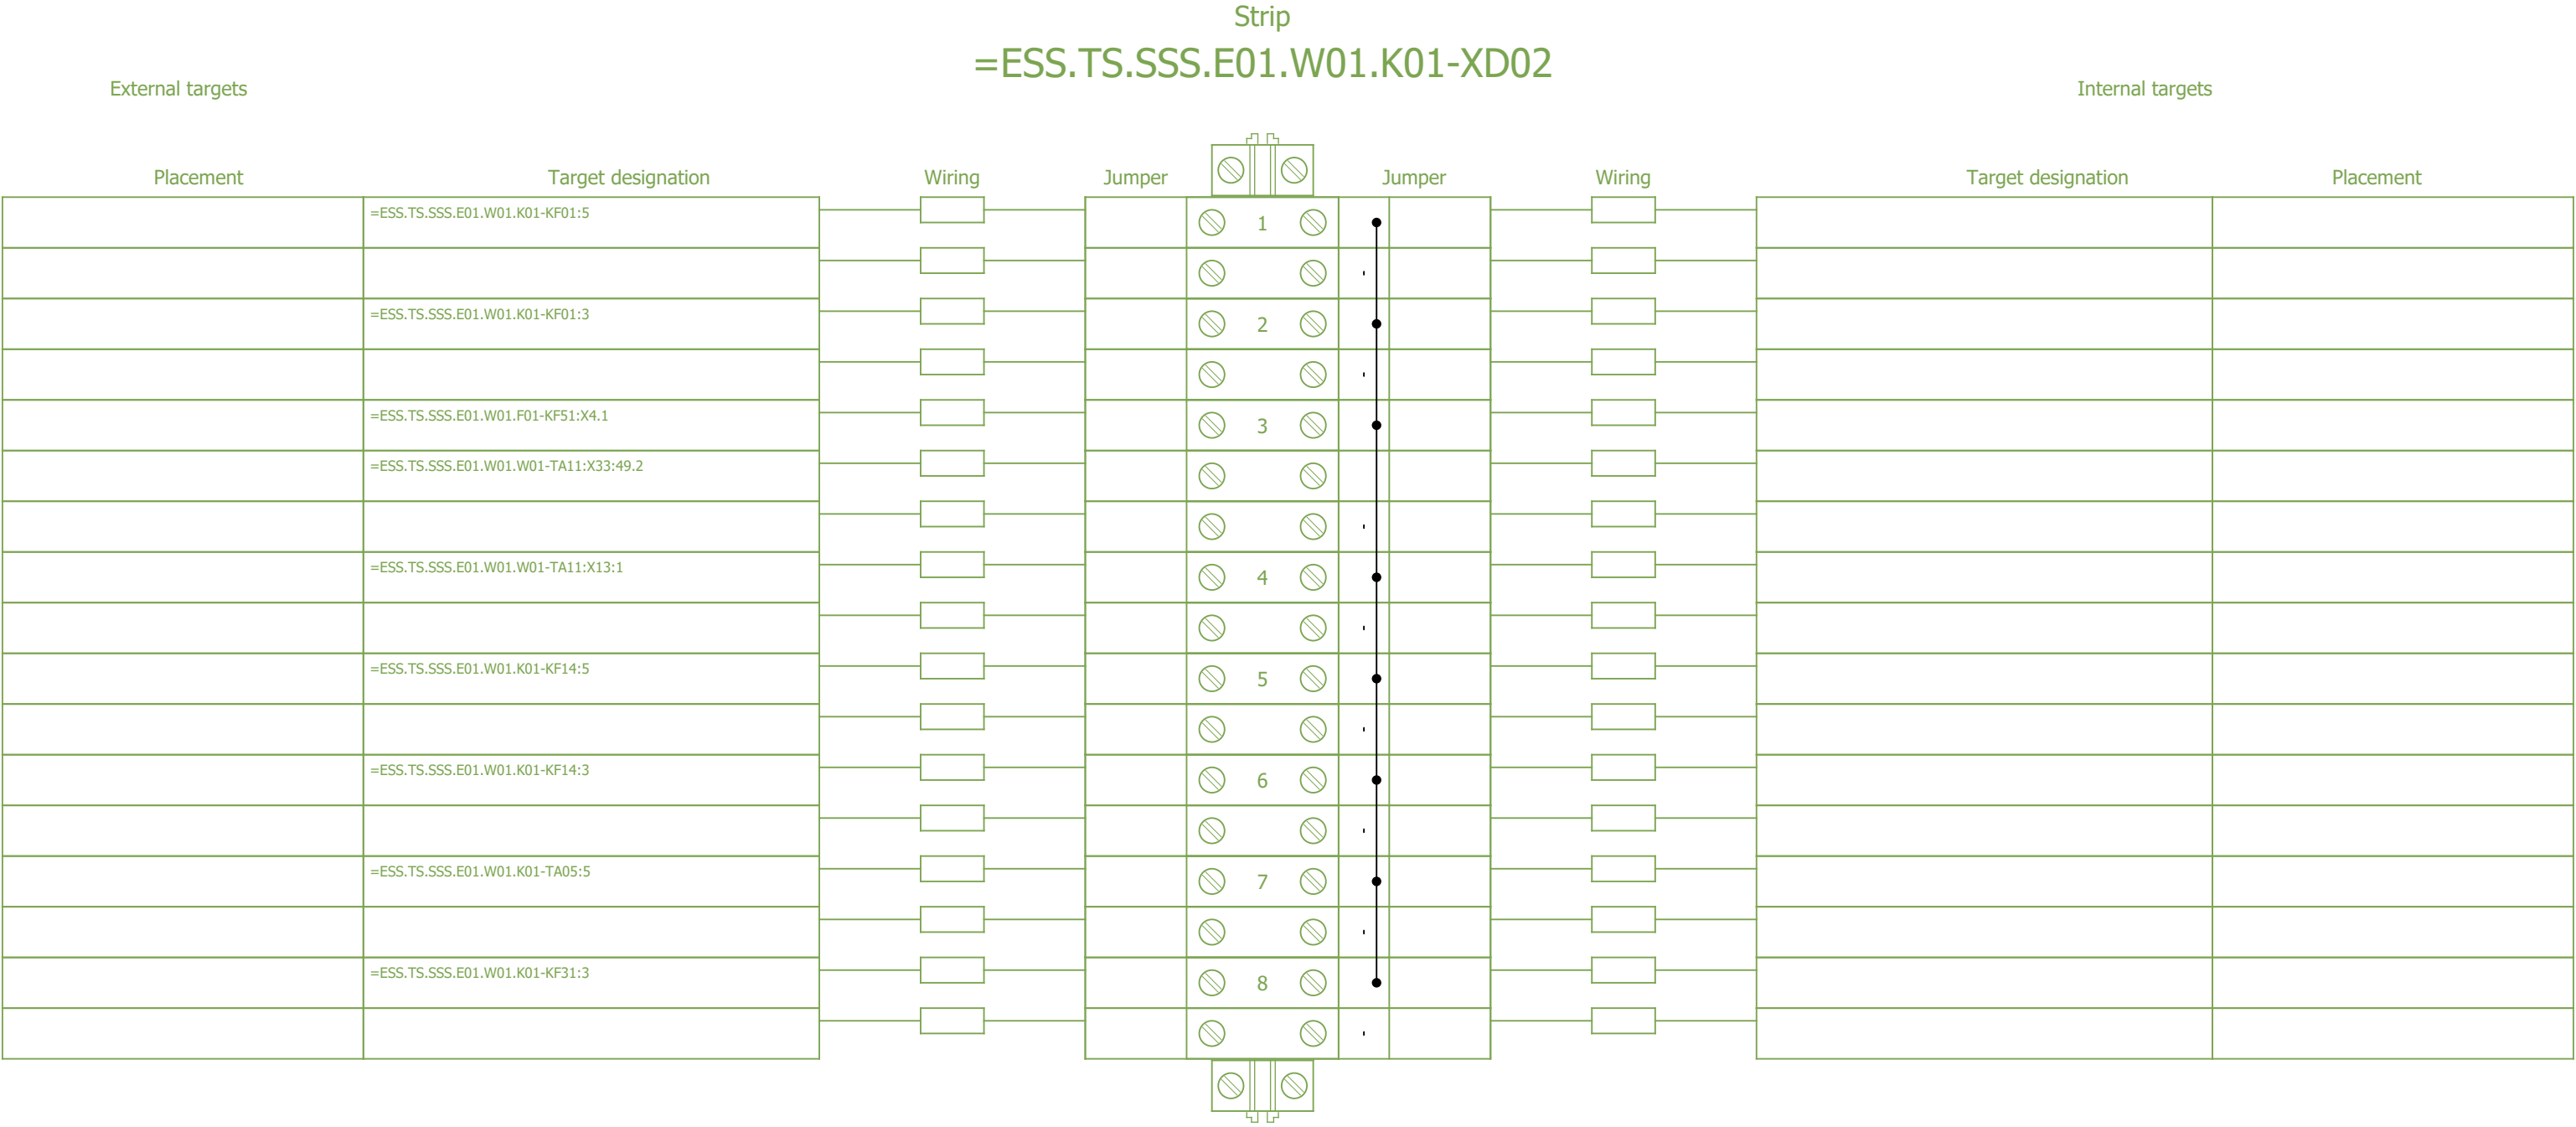 Strip
=ESS.TS.SSS.E01.W01.K01-XD02
External targets
Internal targets
Placement Target designation Wiring Jumper Jumper Wiring Target designation Placement
=ESS.TS.SSS.E01.W01.K01-KF01:5 1
=ESS.TS.SSS.E01.W01.K01-KF01:3 2
=ESS.TS.SSS.E01.W01.F01-KF51:X4.1 3
=ESS.TS.SSS.E01.W01.W01-TA11:X33:49.2
=ESS.TS.SSS.E01.W01.W01-TA11:X13:1 4
=ESS.TS.SSS.E01.W01.K01-KF14:5 5
=ESS.TS.SSS.E01.W01.K01-KF14:3 6
=ESS.TS.SSS.E01.W01.K01-TA05:5 7
=ESS.TS.SSS.E01.W01.K01-KF31:3 8